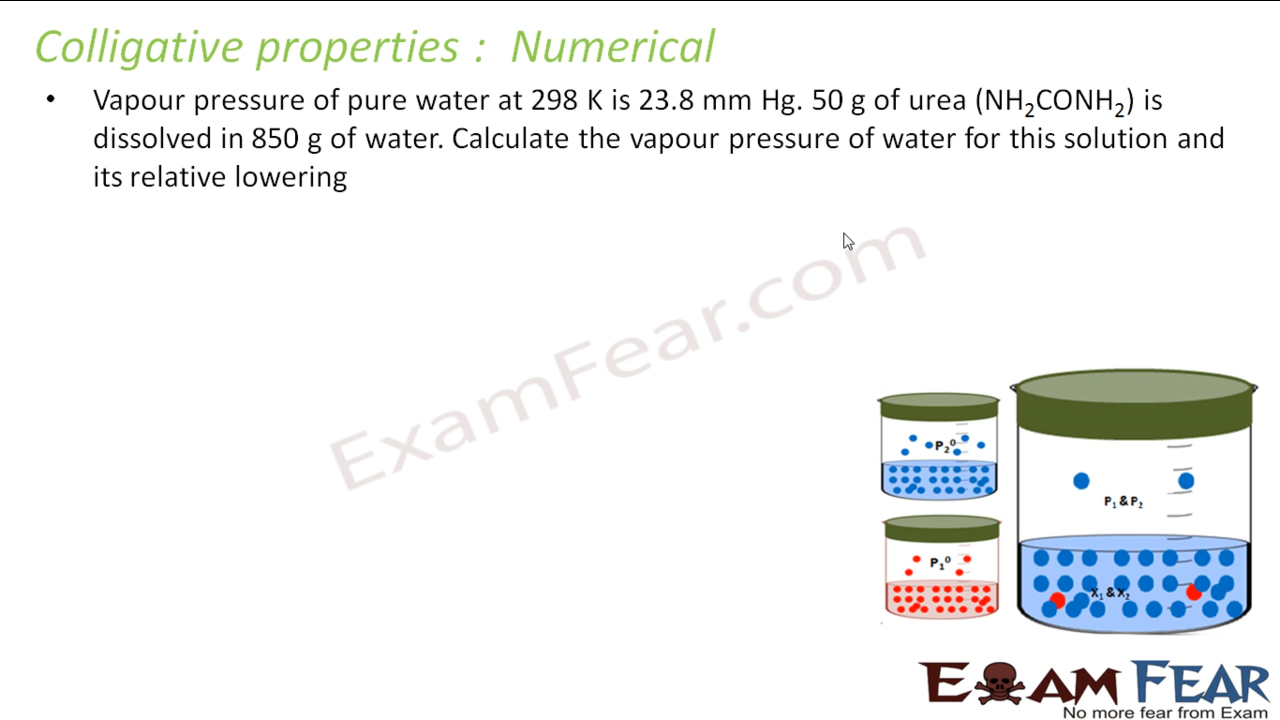 Colligative properties : Numerical
• Vapour pressure of pure water at 298 K is 23.8 mm Hg. 50 g of urea (NH₂CONH₂) is
dissolved in 850 g of water. Calculate the vapour pressure of water for this solution and
its relative lowering
ExamFear.com
P₂⁰
P₁⁰
P₁ & P₂
X₁ & X₂
EXAM FEAR
No more fear from Exam